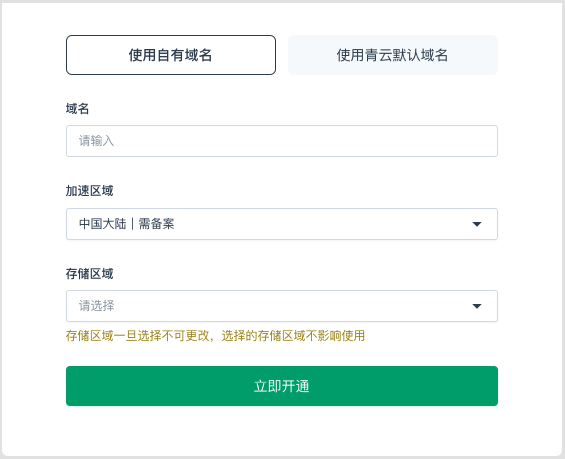 使用自有域名
使用青云默认域名
域名
请输入
加速区域
中国大陆丨需备案
存储区域
请选择
存储区域一旦选择不可更改，选择的存储区域不影响使用
立即开通